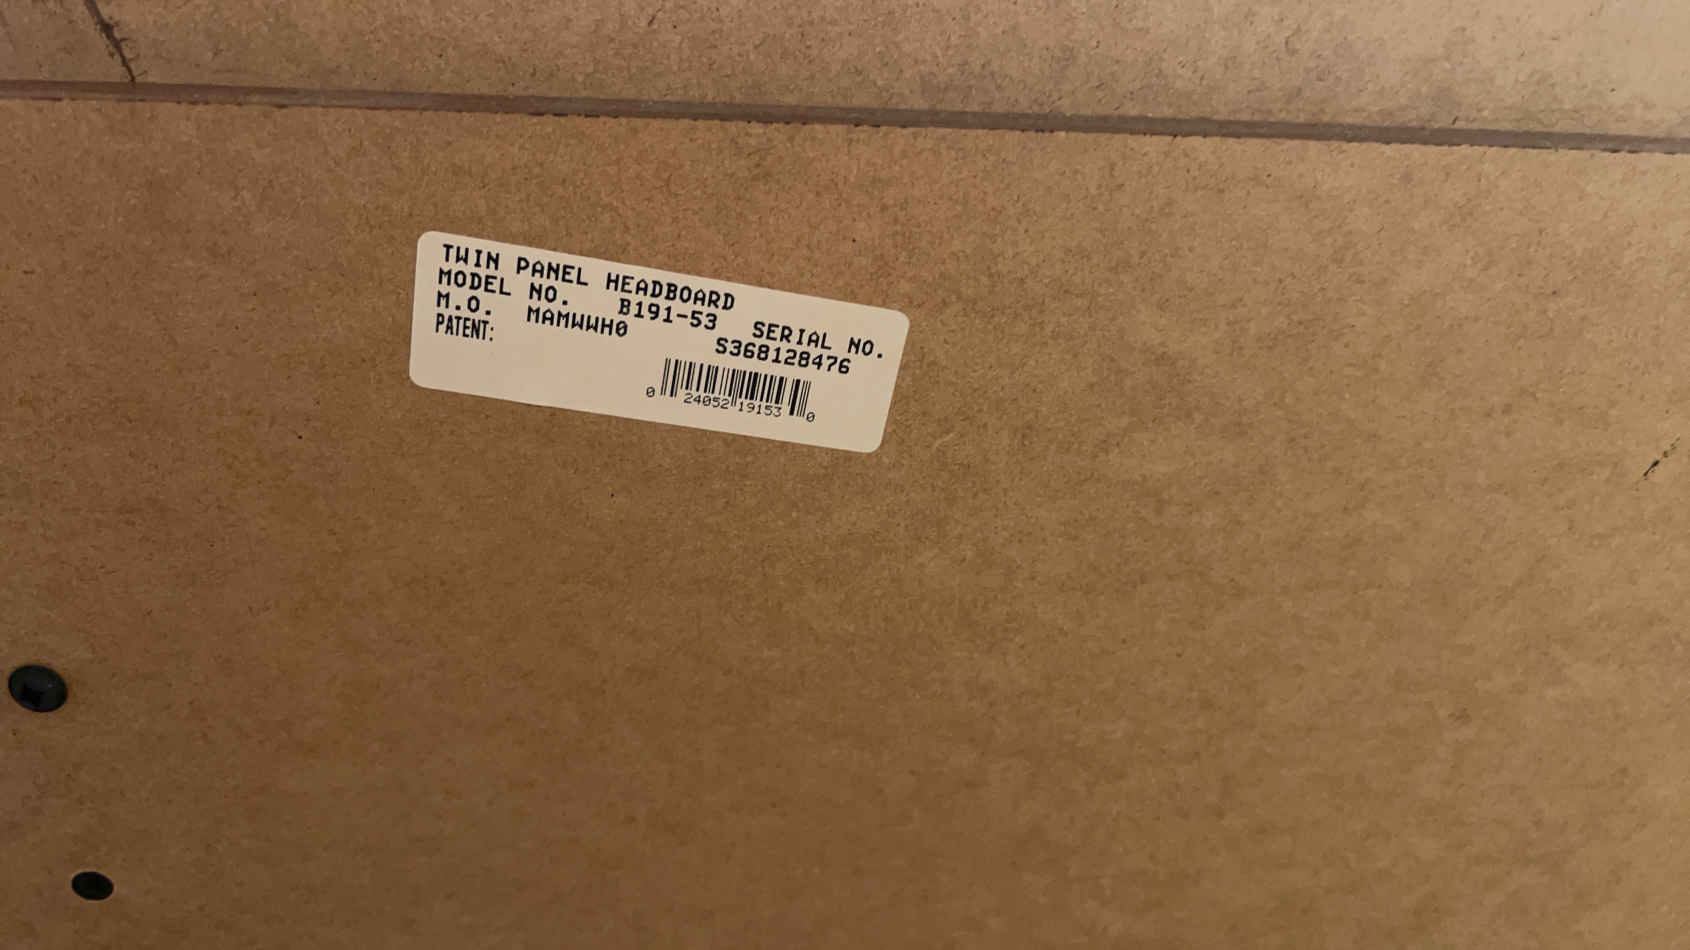 TWIN PANEL HEADBOARD
MODEL NO. B191-53 SERIAL NO.
M.O. MAMWWH0 S368128476
PATENT:
0 24052 19153 0